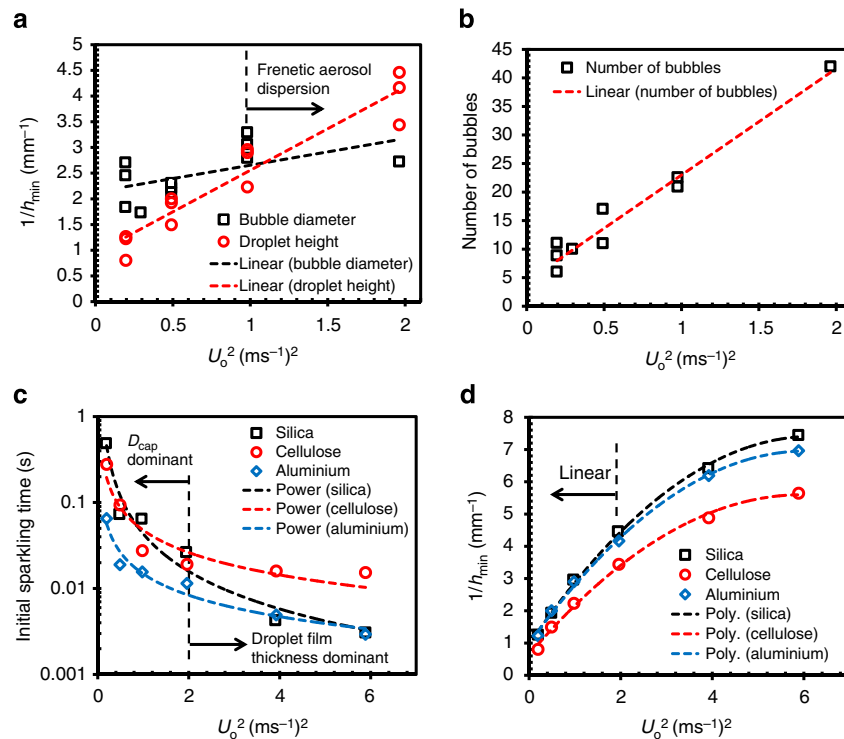 a
5
4.5
4
3.5
3
2.5
2
1.5
1
0.5
0
1/hmin (mm−1)
Frenetic aerosol
dispersion
Bubble diameter
Droplet height
Linear (bubble diameter)
Linear (droplet height)
0 0.5 1 1.5 2
Uo2 (ms−1)2
b
45
40
35
30
25
20
15
10
5
0
Number of bubbles
Number of bubbles
Linear (number of bubbles)
0 0.5 1 1.5 2
Uo2 (ms−1)2
c
1
0.1
0.01
0.001
Initial sparkling time (s)
Dcap
dominant
Silica
Cellulose
Aluminium
Power (silica)
Power (cellulose)
Power (aluminium)
Droplet film
thickness dominant
0 2 4 6
Uo2 (ms−1)2
d
8
7
6
5
4
3
2
1
0
1/hmin (mm−1)
Linear
Silica
Cellulose
Aluminium
Poly. (silica)
Poly. (cellulose)
Poly. (aluminium)
0 2 4 6
Uo2 (ms−1)2